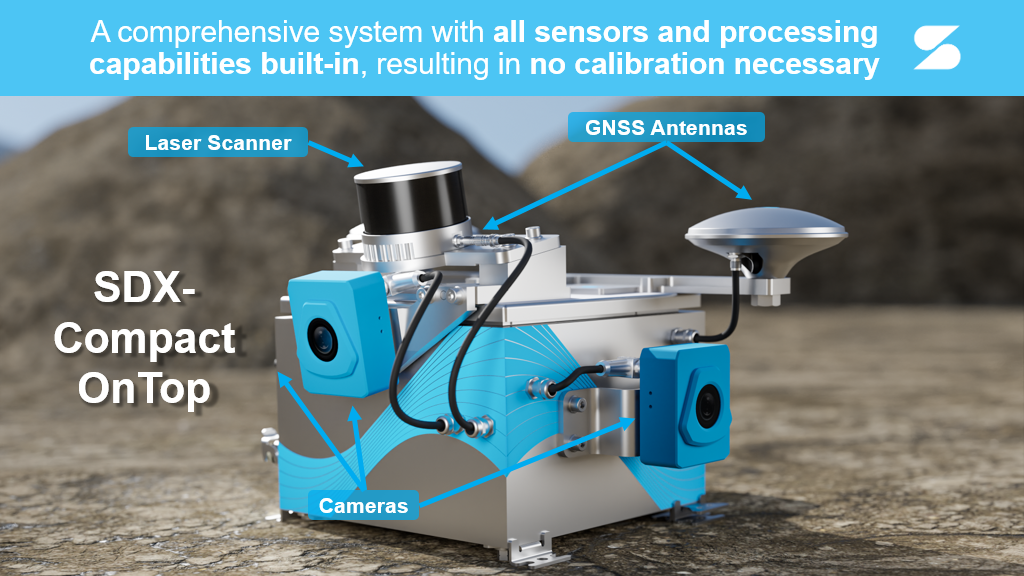 A comprehensive system with all sensors and processing
capabilities built-in, resulting in no calibration necessary
Laser Scanner
GNSS Antennas
SDX-
Compact
OnTop
Cameras